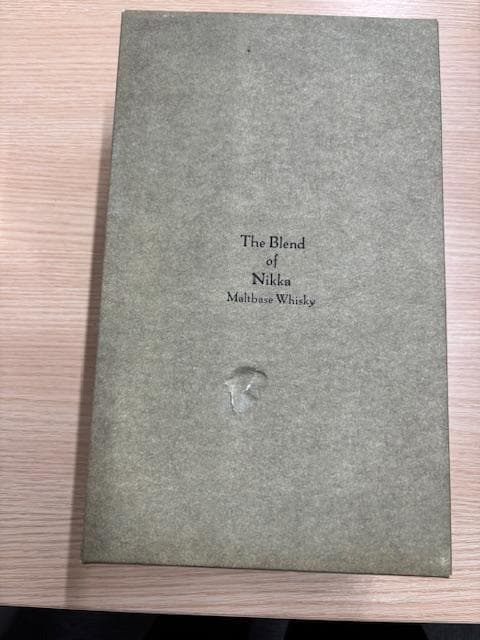 The Blend
of
Nikka
Maltbase Whisky